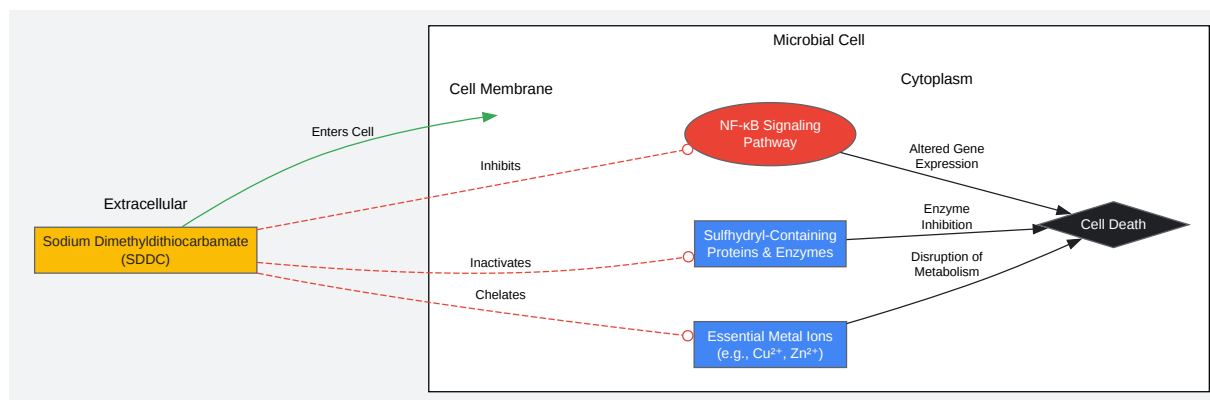 Microbial Cell
Cytoplasm
Cell Membrane
Enters Cell
NF-κB Signaling
Pathway
Altered Gene
Expression
Inhibits
Extracellular
Sodium Dimethyldithiocarbamate
(SDDC)
Sulfhydryl-Containing
Proteins & Enzymes
Enzyme
Inhibition
Cell Death
Inactivates
Disruption of
Metabolism
Chelates
Essential Metal Ions
(e.g., Cu²⁺, Zn²⁺)